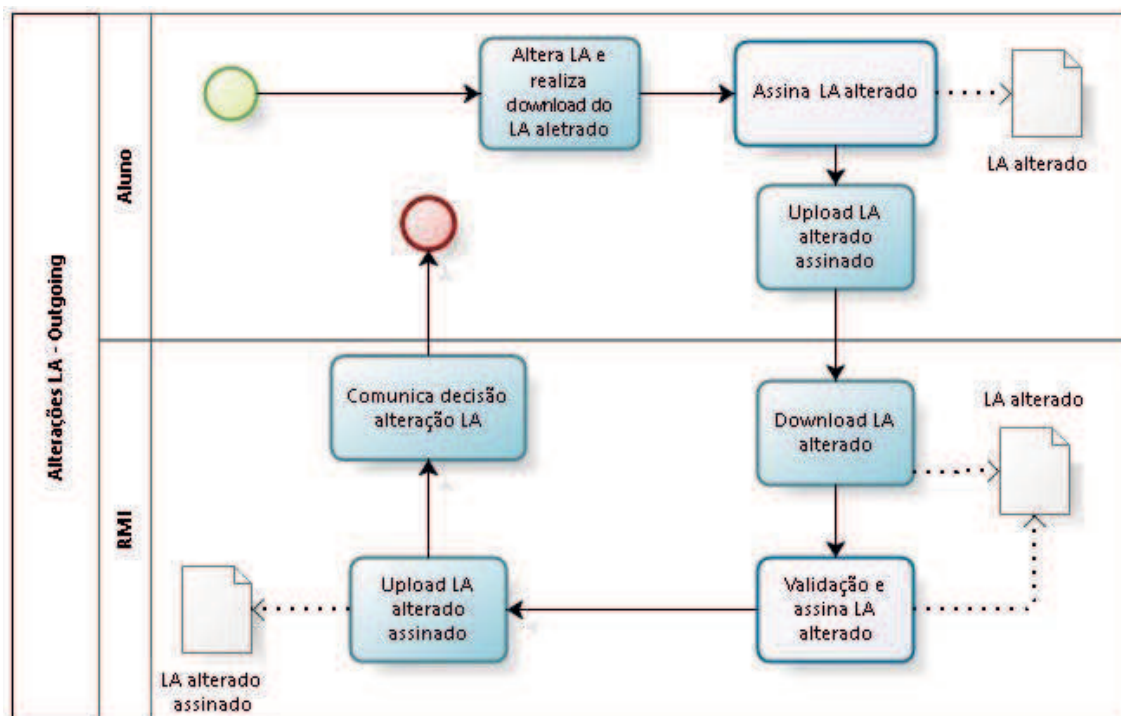 Alterações LA - Outgoing
Aluno
Altera LA e
realiza
download do
LA aletrado
Assina LA alterado
LA alterado
Upload LA
alterado
assinado
RMI
Comunica decisão
alteração LA
Download LA
alterado
LA alterado
Upload LA
alterado
assinado
Validação e
assina LA
alterado
LA alterado
assinado